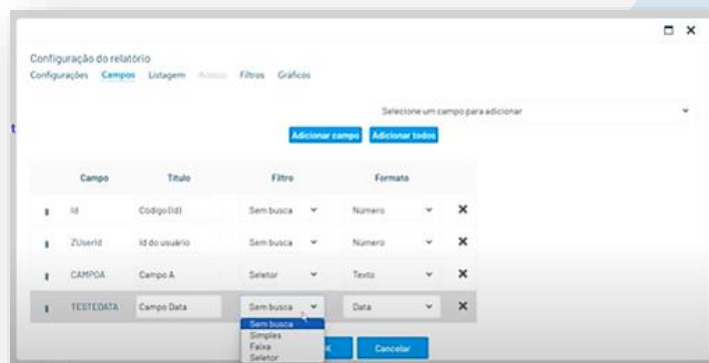 Configuração do relatório
Configurações Campos Listagem Acesso Filtros Gráficos
Selecione um campo para adicionar
t
Adicionar campo Adicionar todos
Campo Título Filtro Formato
Id Código (Id) Sem busca Número
ZUserId Id do usuário Sem busca Número
CAMPOA Campo A Seletor Texto
TESTEDATA Campo Data Sem busca Data
Sem busca
Simples
Faixa
Seletor
K Cancelar